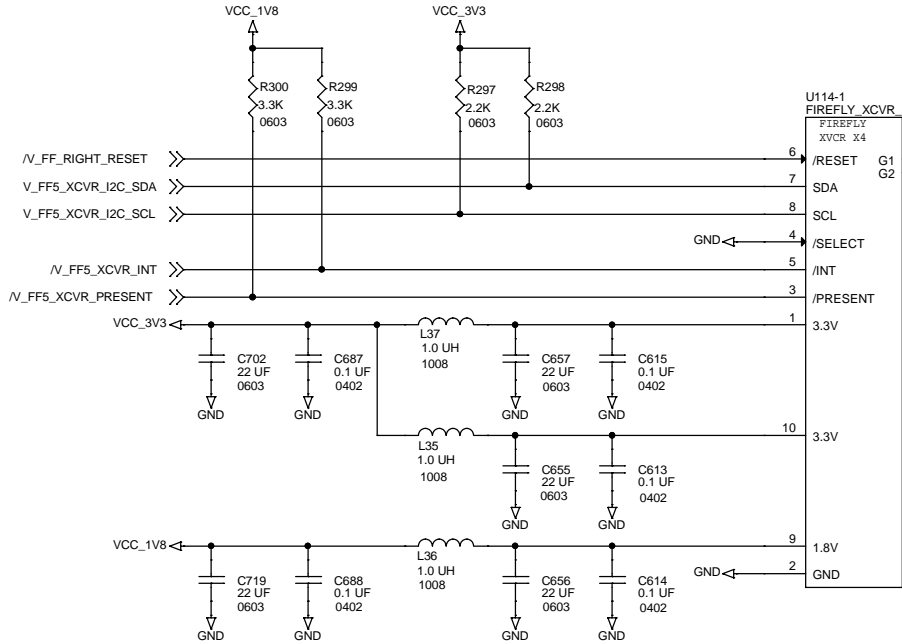 VCC_1V8
VCC_3V3
R300
3.3K
0603
R299
3.3K
0603
R297
2.2K
0603
R298
2.2K
0603
U114-1
FIREFLY_XCVR_
FIREFLY
XVCR X4
/V_FF_RIGHT_RESET
6
/RESET
G1
G2
V_FF5_XCVR_I2C_SDA
7
SDA
V_FF5_XCVR_I2C_SCL
8
SCL
GND
4
/SELECT
/V_FF5_XCVR_INT
5
/INT
/V_FF5_XCVR_PRESENT
3
/PRESENT
VCC_3V3
1
3.3V
L37
1.0 UH
1008
C702
22 UF
0603
C687
0.1 UF
0402
C657
22 UF
0603
C615
0.1 UF
0402
GND
GND
GND
GND
10
3.3V
L35
1.0 UH
1008
C655
22 UF
0603
C613
0.1 UF
0402
GND
GND
VCC_1V8
9
1.8V
L36
1.0 UH
1008
GND
2
GND
C719
22 UF
0603
C688
0.1 UF
0402
C656
22 UF
0603
C614
0.1 UF
0402
GND
GND
GND
GND